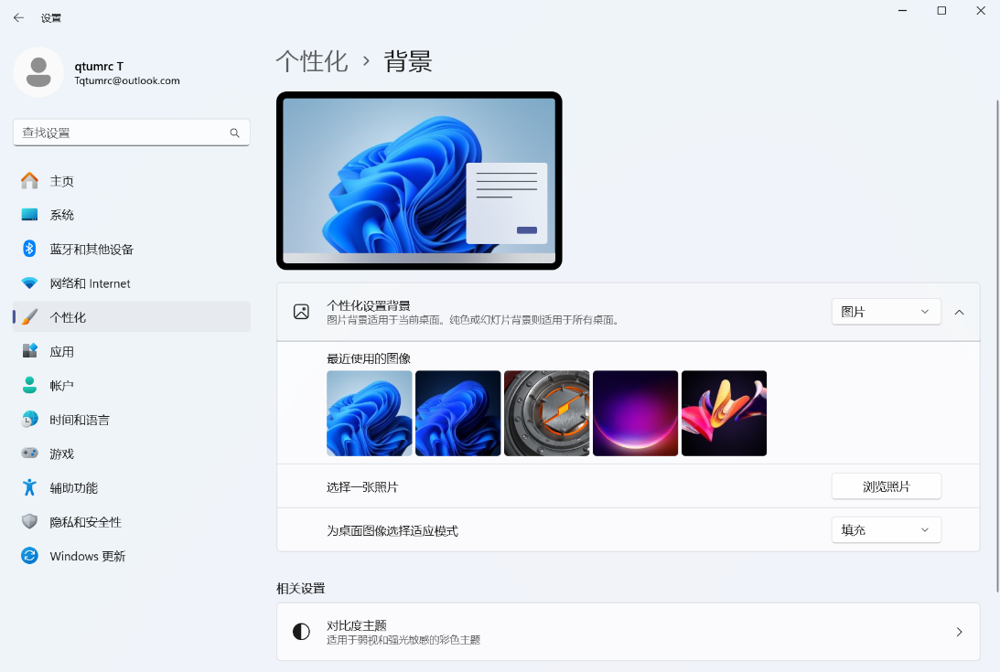 设置
qtumrc T
Tqtumrc@outlook.com
查找设置
主页
系统
蓝牙和其他设备
网络和 Internet
个性化
应用
帐户
时间和语言
游戏
辅助功能
隐私和安全性
Windows 更新
个性化 › 背景
个性化设置背景
图片背景适用于当前桌面。纯色或幻灯片背景则适用于所有桌面。
图片
最近使用的图像
选择一张照片
浏览照片
为桌面图像选择适应模式
填充
相关设置
对比度主题
适用于弱视和强光敏感的彩色主题